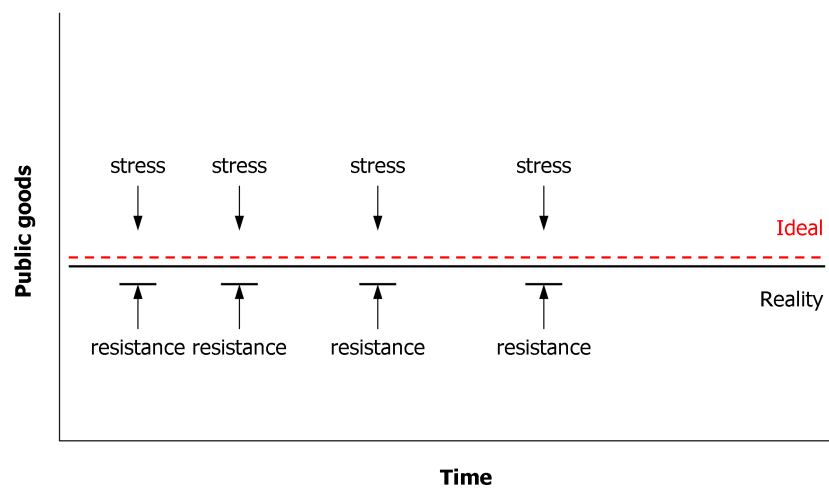 stress stress stress stress
Ideal
Public goods
Reality
resistance resistance resistance resistance
Time